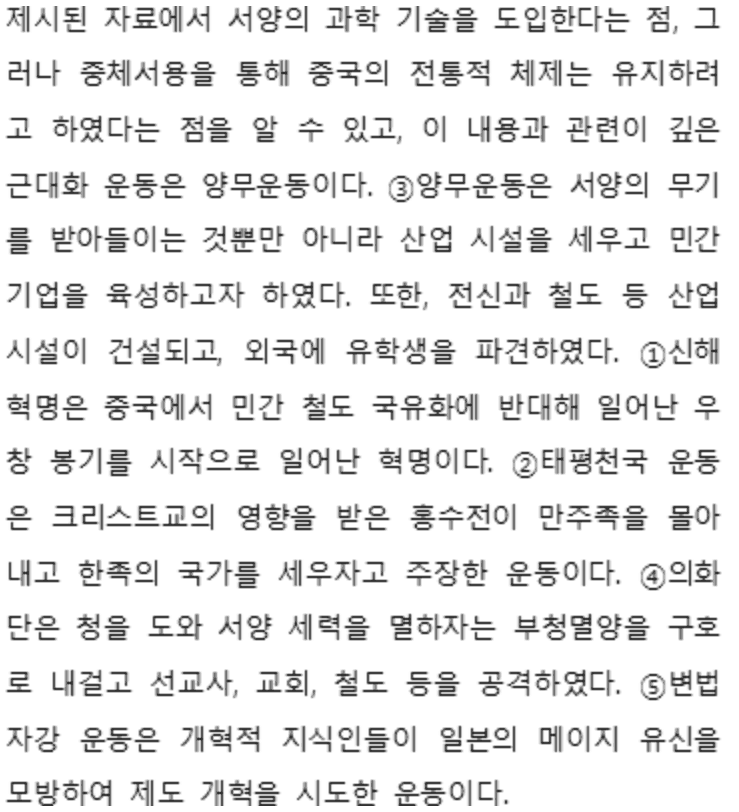 제시된 자료에서 서양의 과학 기술을 도입한다는 점, 그
러나 중체서용을 통해 중국의 전통적 체제는 유지하려
고 하였다는 점을 알 수 있고, 이 내용과 관련이 깊은
근대화 운동은 양무운동이다. ③양무운동은 서양의 무기
를 받아들이는 것뿐만 아니라 산업 시설을 세우고 민간
기업을 육성하고자 하였다. 또한, 전신과 철도 등 산업
시설이 건설되고, 외국에 유학생을 파견하였다. ①신해
혁명은 중국에서 민간 철도 국유화에 반대해 일어난 우
창 봉기를 시작으로 일어난 혁명이다. ②태평천국 운동
은 크리스트교의 영향을 받은 홍수전이 만주족을 몰아
내고 한족의 국가를 세우자고 주장한 운동이다. ④의화
단은 청을 도와 서양 세력을 멸하자는 부청멸양을 구호
로 내걸고 선교사, 교회, 철도 등을 공격하였다. ⑤변법
자강 운동은 개혁적 지식인들이 일본의 메이지 유신을
모방하여 제도 개혁을 시도한 운동이다.